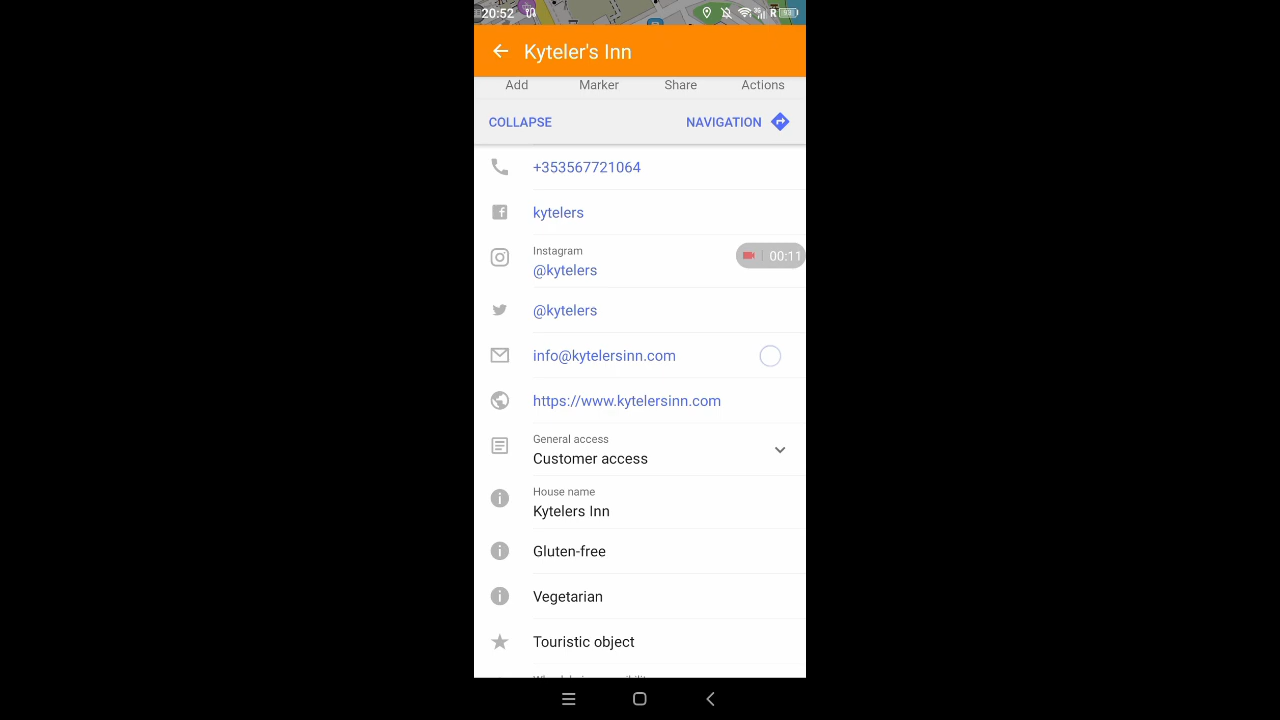 20:52
Kyteler's Inn
Add Marker Share Actions
COLLAPSE NAVIGATION
+353567721064
kytelers
Instagram
@kytelers
00:11
@kytelers
info@kytelersinn.com
https://www.kytelersinn.com
General access
Customer access
House name
Kytelers Inn
Gluten-free
Vegetarian
Touristic object